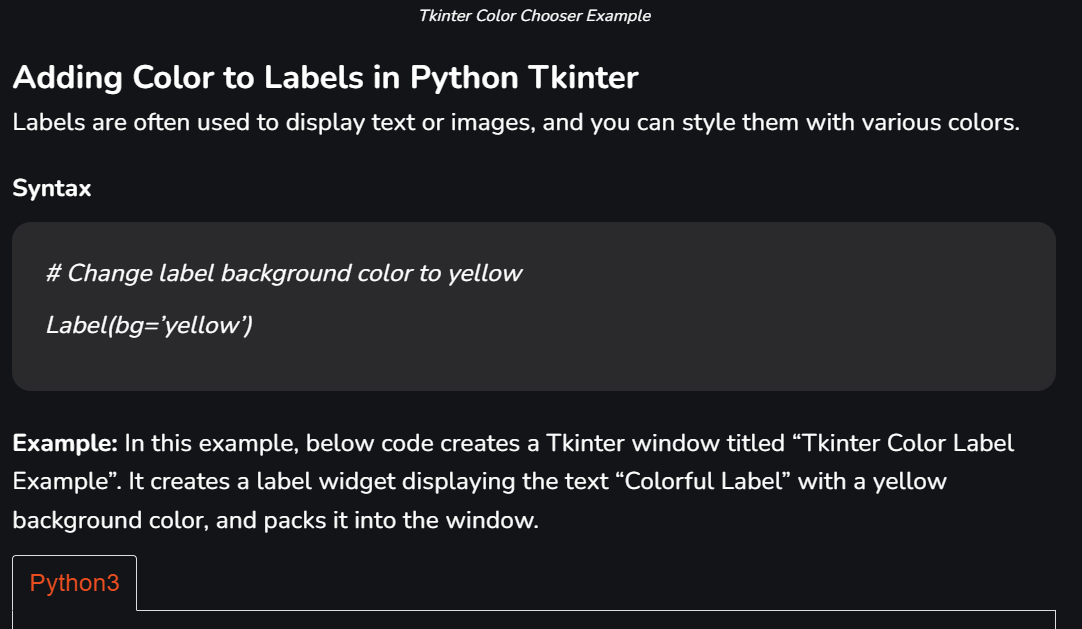 Tkinter Color Chooser Example
Adding Color to Labels in Python Tkinter
Labels are often used to display text or images, and you can style them with various colors.
Syntax
# Change label background color to yellow
Label(bg=’yellow’)
Example: In this example, below code creates a Tkinter window titled “Tkinter Color Label
Example”. It creates a label widget displaying the text “Colorful Label” with a yellow
background color, and packs it into the window.
Python3